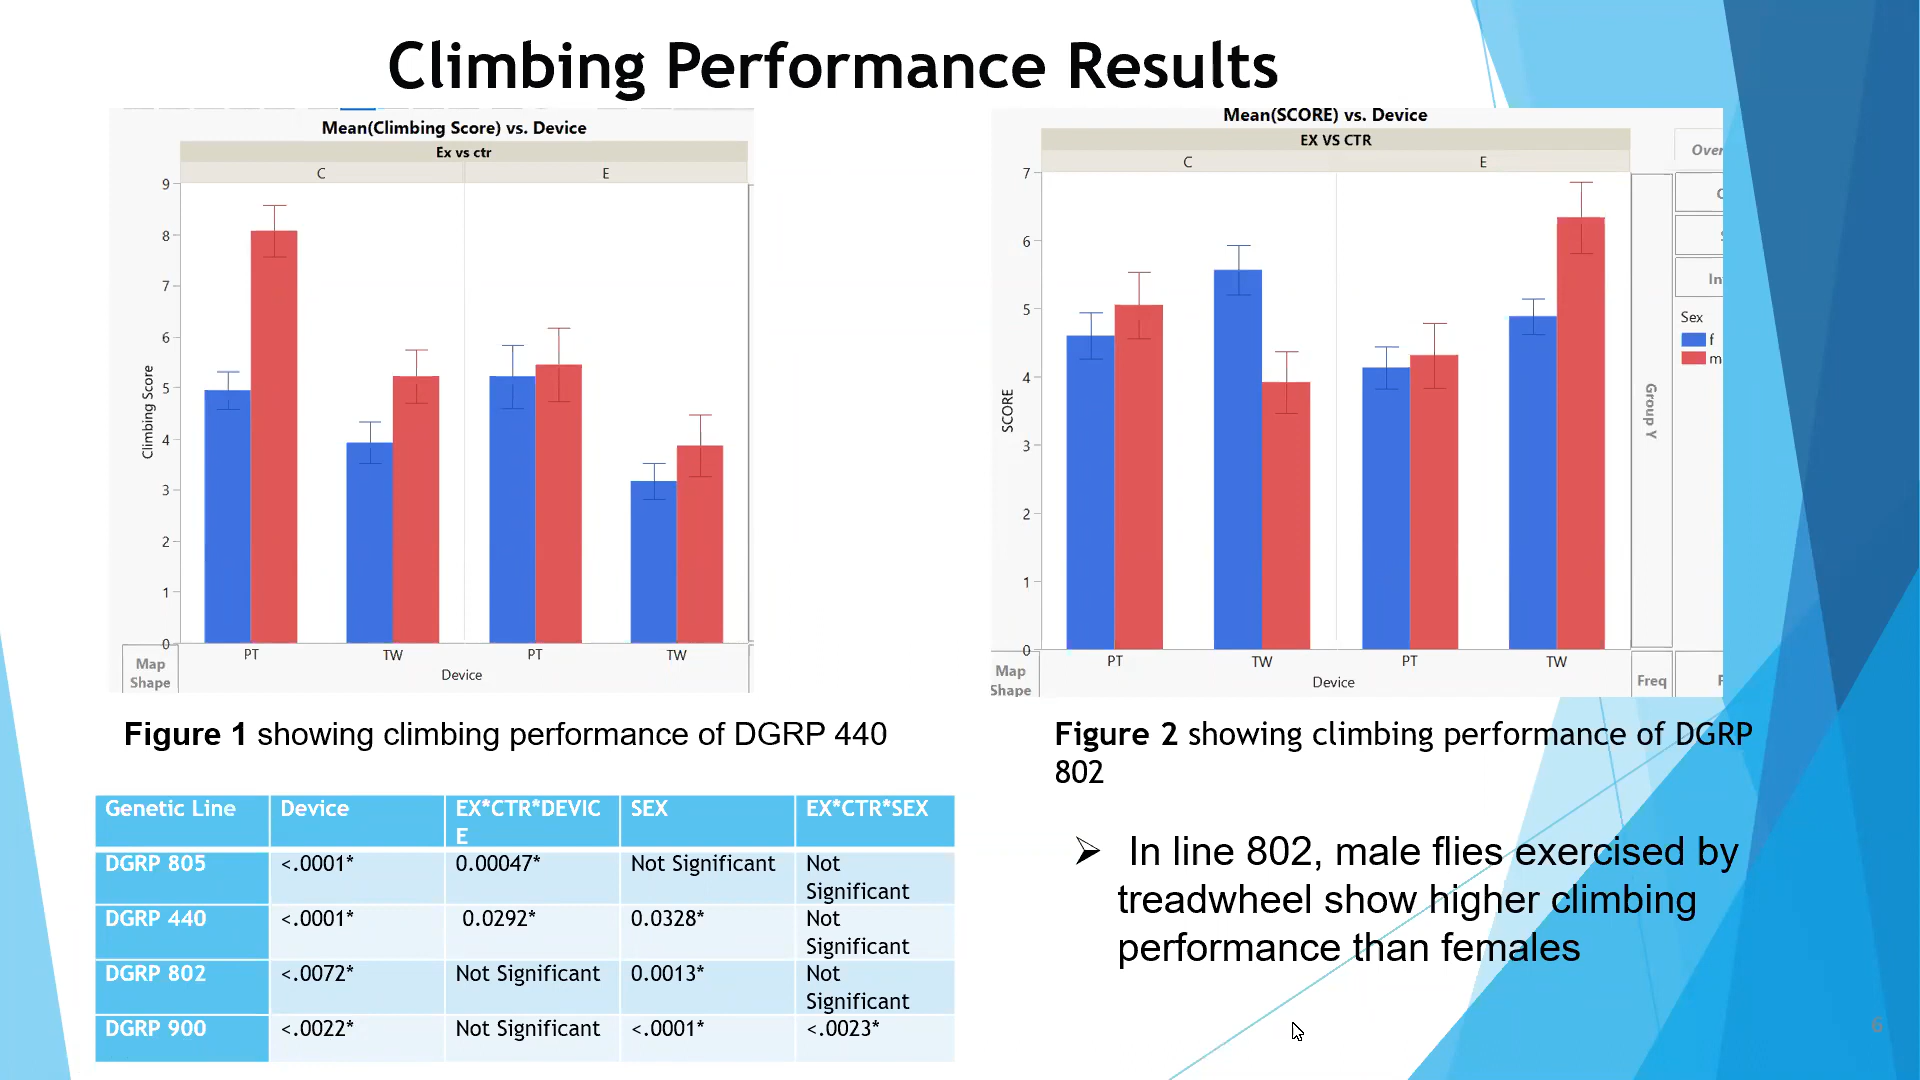 Climbing Performance Results
Mean(Climbing Score) vs. Device
Ex vs ctr
C E
9
8
7
6
5
4
3
2
1
0
Climbing Score
PT TW PT TW
Device
Map
Shape
Mean(SCORE) vs. Device
EX VS CTR
C E
7
6
5
4
3
2
1
0
SCORE
PT TW PT TW
Device
Map
Shape
Group Y
Freq
Sex
f
m
Figure 1 showing climbing performance of DGRP 440
Figure 2 showing climbing performance of DGRP
802
Genetic Line Device EX*CTR*DEVIC SEX EX*CTR*SEX
E
DGRP 805 <.0001* 0.00047* Not Significant Not
Significant
DGRP 440 <.0001* 0.0292* 0.0328* Not
Significant
DGRP 802 <.0072* Not Significant 0.0013* Not
Significant
DGRP 900 <.0022* Not Significant <.0001* <.0023*
In line 802, male flies exercised by
treadwheel show higher climbing
performance than females
6